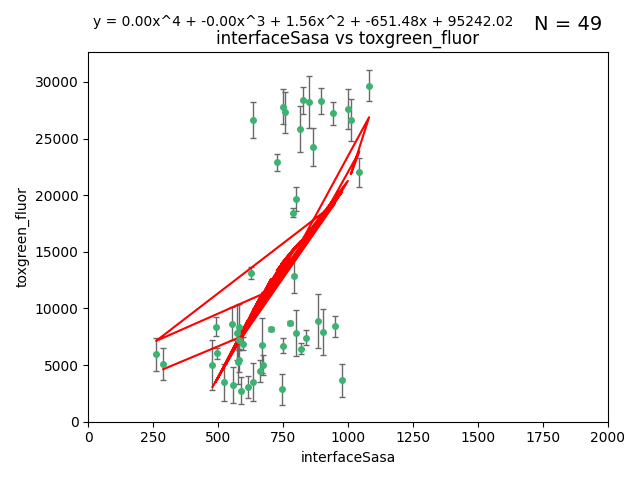 y = 0.00x^4 + -0.00x^3 + 1.56x^2 + -651.48x + 95242.02
N = 49
interfaceSasa vs toxgreen_fluor
30000
25000
20000
15000
10000
5000
0
toxgreen_fluor
0 250 500 750 1000 1250 1500 1750 2000
interfaceSasa